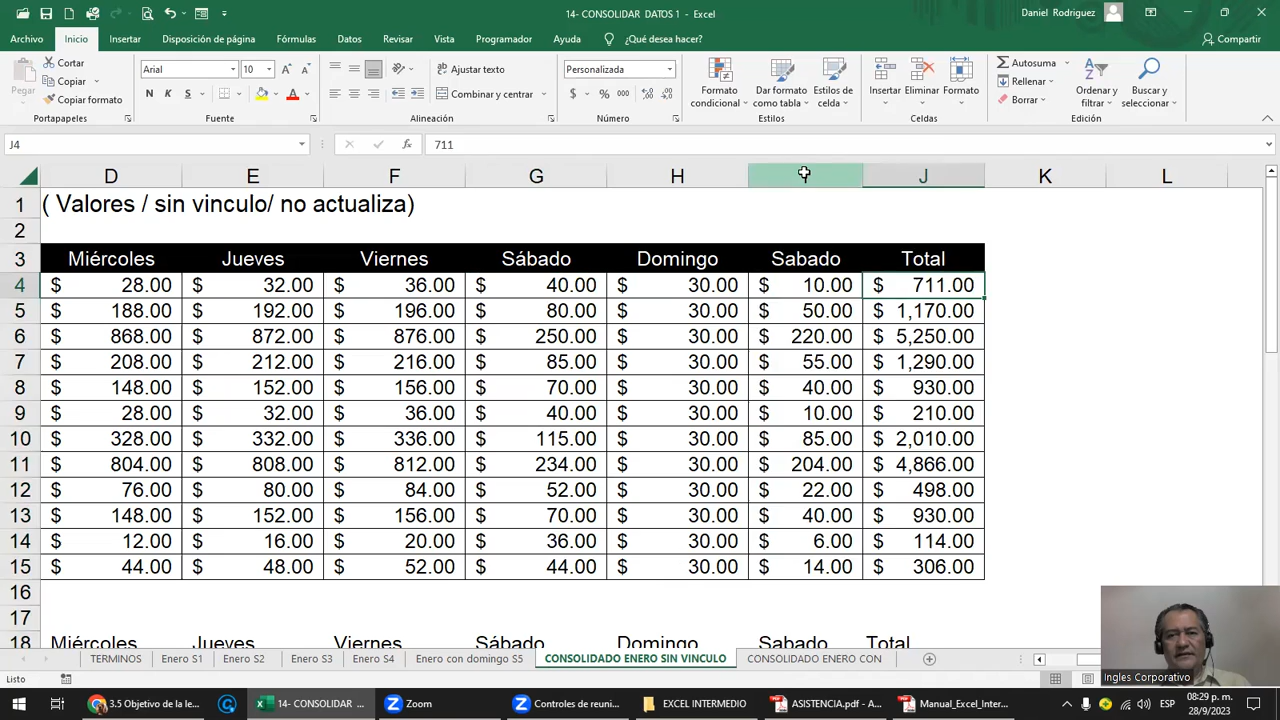 14- CONSOLIDAR DATOS 1 - Excel
Daniel Rodriguez
Archivo Inicio Insertar Disposición de página Fórmulas Datos Revisar Vista Programador Ayuda ¿Qué desea hacer? Compartir
Pegar
Cortar
Copiar
Copiar formato
Portapapeles
Arial 10
N K S
Fuente
Ajustar texto
Combinar y centrar
Alineación
Personalizada
$ % 000
Número
Formato condicional
Dar formato como tabla
Estilos de celda
Estilos
Insertar Eliminar Formato
Celdas
Autosuma
Rellenar
Borrar
Ordenar y filtrar
Buscar y seleccionar
Edición
J4 fx 711
D E F G H I J K L
1 ( Valores / sin vinculo/ no actualiza)
2
3 Miércoles Jueves Viernes Sábado Domingo Sabado Total
4 $ 28.00 $ 32.00 $ 36.00 $ 40.00 $ 30.00 $ 10.00 $ 711.00
5 $ 188.00 $ 192.00 $ 196.00 $ 80.00 $ 30.00 $ 50.00 $ 1,170.00
6 $ 868.00 $ 872.00 $ 876.00 $ 250.00 $ 30.00 $ 220.00 $ 5,250.00
7 $ 208.00 $ 212.00 $ 216.00 $ 85.00 $ 30.00 $ 55.00 $ 1,290.00
8 $ 148.00 $ 152.00 $ 156.00 $ 70.00 $ 30.00 $ 40.00 $ 930.00
9 $ 28.00 $ 32.00 $ 36.00 $ 40.00 $ 30.00 $ 10.00 $ 210.00
10 $ 328.00 $ 332.00 $ 336.00 $ 115.00 $ 30.00 $ 85.00 $ 2,010.00
11 $ 804.00 $ 808.00 $ 812.00 $ 234.00 $ 30.00 $ 204.00 $ 4,866.00
12 $ 76.00 $ 80.00 $ 84.00 $ 52.00 $ 30.00 $ 22.00 $ 498.00
13 $ 148.00 $ 152.00 $ 156.00 $ 70.00 $ 30.00 $ 40.00 $ 930.00
14 $ 12.00 $ 16.00 $ 20.00 $ 36.00 $ 30.00 $ 6.00 $ 114.00
15 $ 44.00 $ 48.00 $ 52.00 $ 44.00 $ 30.00 $ 14.00 $ 306.00
16
17
18 Miércoles Jueves Viernes Sábado Domingo Sabado Total
TERMINOS Enero S1 Enero S2 Enero S3 Enero S4 Enero con domingo S5 CONSOLIDADO ENERO SIN VINCULO CONSOLIDADO ENERO CON
Listo
Ingles Corporativo
3.5 Objetivo de la le... 14- CONSOLIDAR ... Zoom Controles de reuni... EXCEL INTERMEDIO ASISTENCIA.pdf - A... Manual_Excel_Inter... ESP
08:29 p. m.
28/9/2023